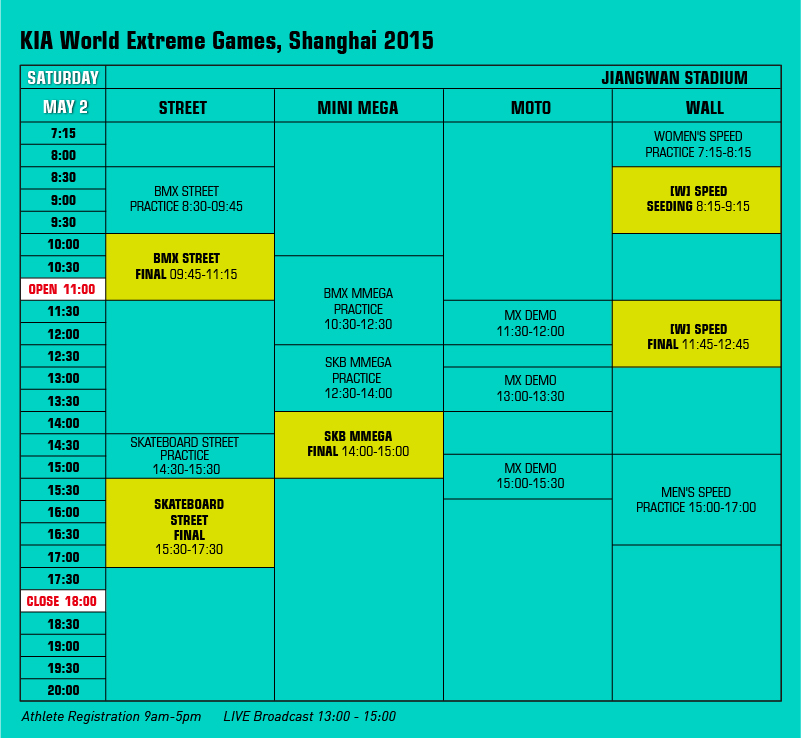 KIA World Extreme Games, Shanghai 2015
SATURDAY
JIANGWAN STADIUM
MAY 2
STREET
MINI MEGA
MOTO
WALL
7:15
8:00
8:30
9:00
9:30
10:00
10:30
OPEN 11:00
11:30
12:00
12:30
13:00
13:30
14:00
14:30
15:00
15:30
16:00
16:30
17:00
17:30
CLOSE 18:00
18:30
19:00
19:30
20:00
BMX STREET
PRACTICE 8:30-09:45
BMX STREET
FINAL 09:45-11:15
SKATEBOARD STREET
PRACTICE
14:30-15:30
SKATEBOARD
STREET
FINAL
15:30-17:30
BMX MMEGA
PRACTICE
10:30-12:30
SKB MMEGA
PRACTICE
12:30-14:00
SKB MMEGA
FINAL 14:00-15:00
MX DEMO
11:30-12:00
MX DEMO
13:00-13:30
MX DEMO
15:00-15:30
WOMEN'S SPEED
PRACTICE 7:15-8:15
[W] SPEED
SEEDING 8:15-9:15
[W] SPEED
FINAL 11:45-12:45
MEN'S SPEED
PRACTICE 15:00-17:00
Athlete Registration 9am-5pm LIVE Broadcast 13:00 - 15:00